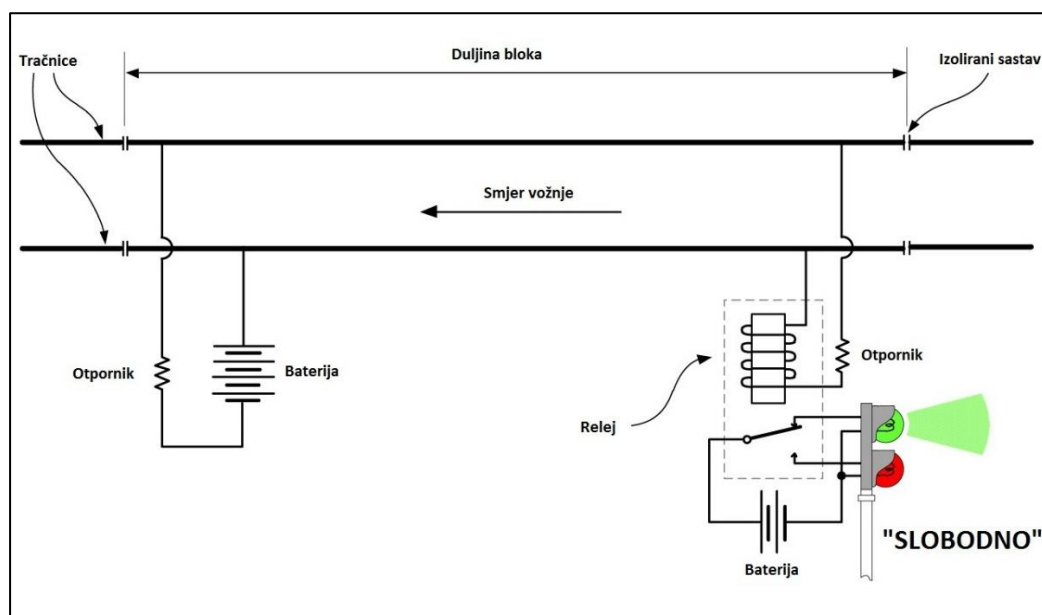 Tračnice
Duljina bloka
Izolirani sastav
Smjer vožnje
Otpornik
Baterija
Otpornik
Relej
"SLOBODNO"
Baterija